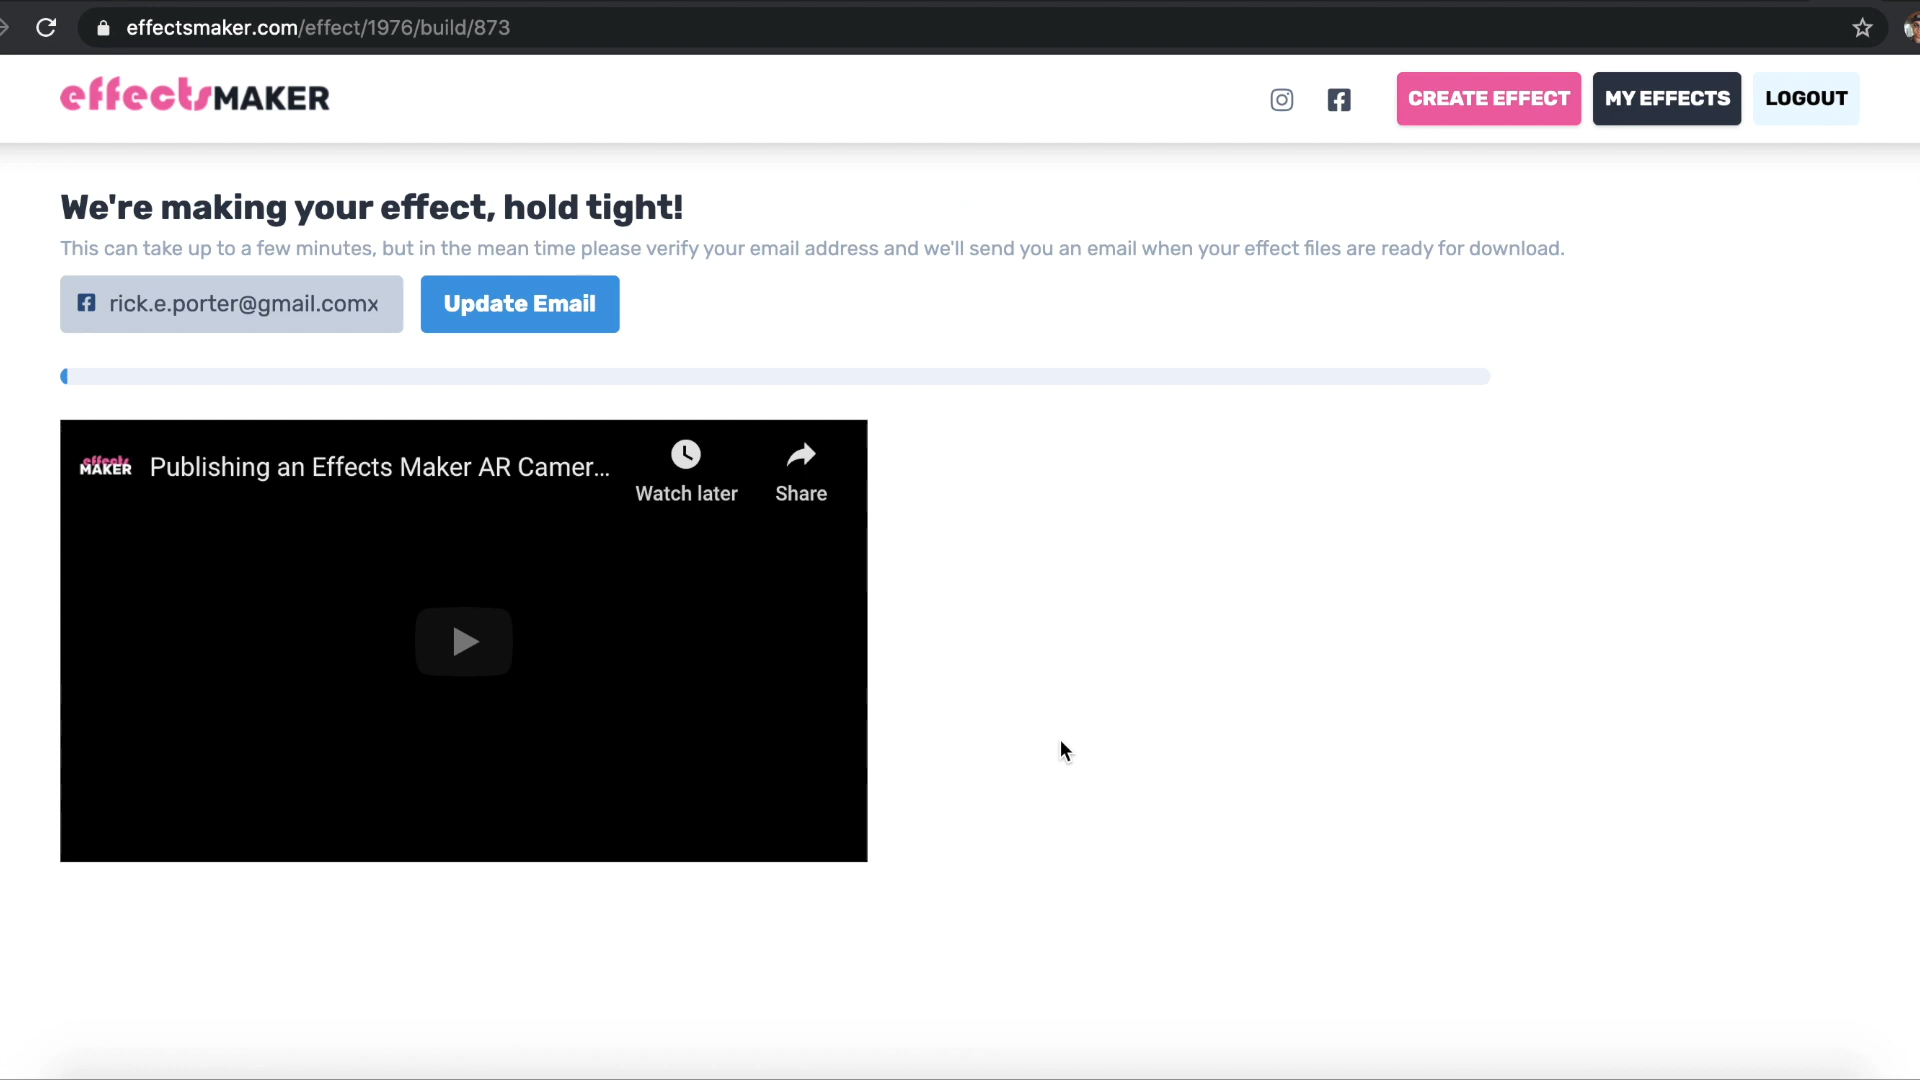 effectsmaker.com/effect/1976/build/873
effectsMAKER
CREATE EFFECT
MY EFFECTS
LOGOUT
We're making your effect, hold tight!
This can take up to a few minutes, but in the mean time please verify your email address and we'll send you an email when your effect files are ready for download.
rick.e.porter@gmail.comx
Update Email
effects
MAKER
Publishing an Effects Maker AR Camer...
Watch later
Share